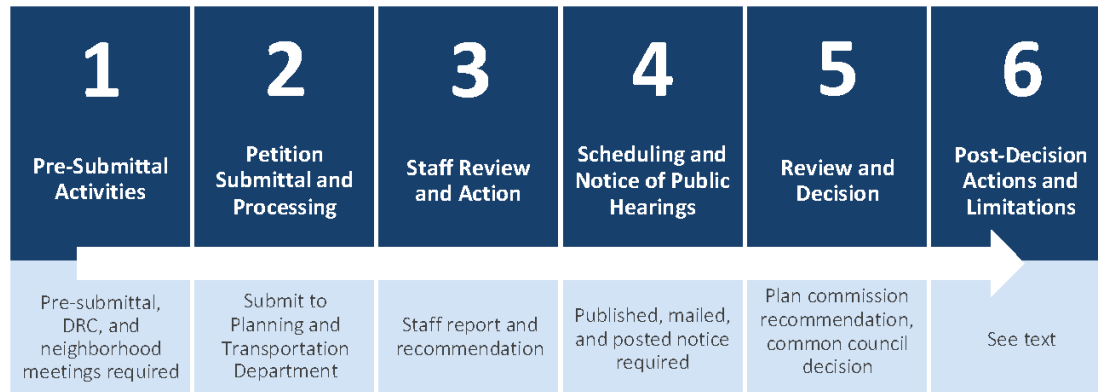 1
Pre-Submittal
Activities
Pre-submittal,
DRC, and
neighborhood
meetings required
2
Petition
Submittal and
Processing
Submit to
Planning and
Transportation
Department
3
Staff Review
and Action
Staff report and
recommendation
4
Scheduling and
Notice of Public
Hearings
Published, mailed,
and posted notice
required
5
Review and
Decision
Plan commission
recommendation,
common council
decision
6
Post-Decision
Actions and
Limitations
See text